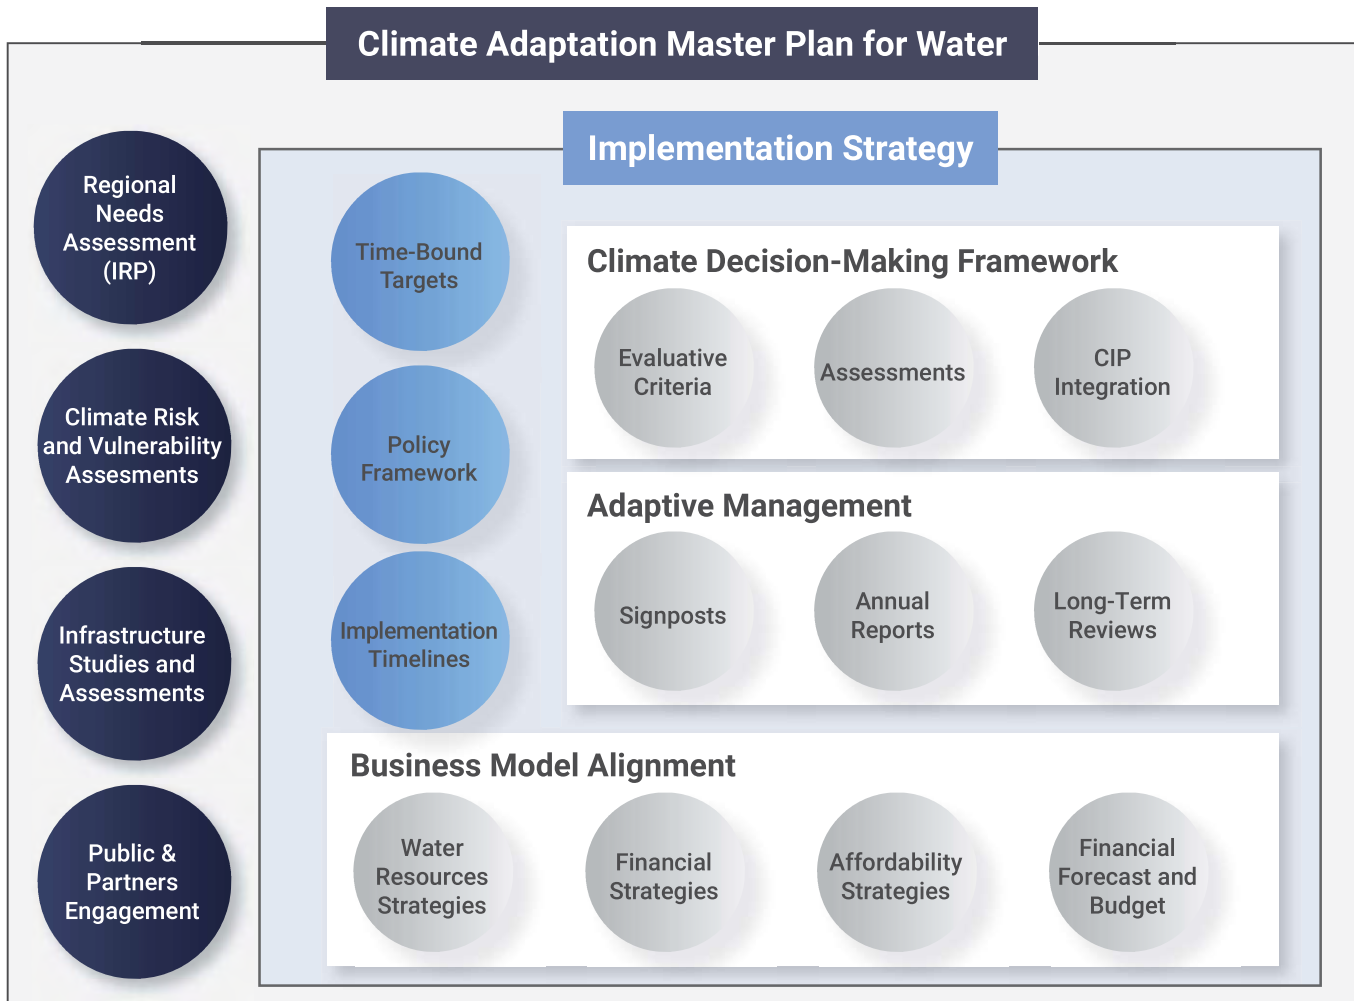 Climate Adaptation Master Plan for Water
Regional
Needs
Assessment
(IRP)
Climate Risk
and Vulnerability
Assesments
Infrastructure
Studies and
Assessments
Public &
Partners
Engagement
Implementation Strategy
Time-Bound
Targets
Policy
Framework
Implementation
Timelines
Climate Decision-Making Framework
Evaluative
Criteria
Assessments
CIP
Integration
Adaptive Management
Signposts
Annual
Reports
Long-Term
Reviews
Business Model Alignment
Water
Resources
Strategies
Financial
Strategies
Affordability
Strategies
Financial
Forecast and
Budget